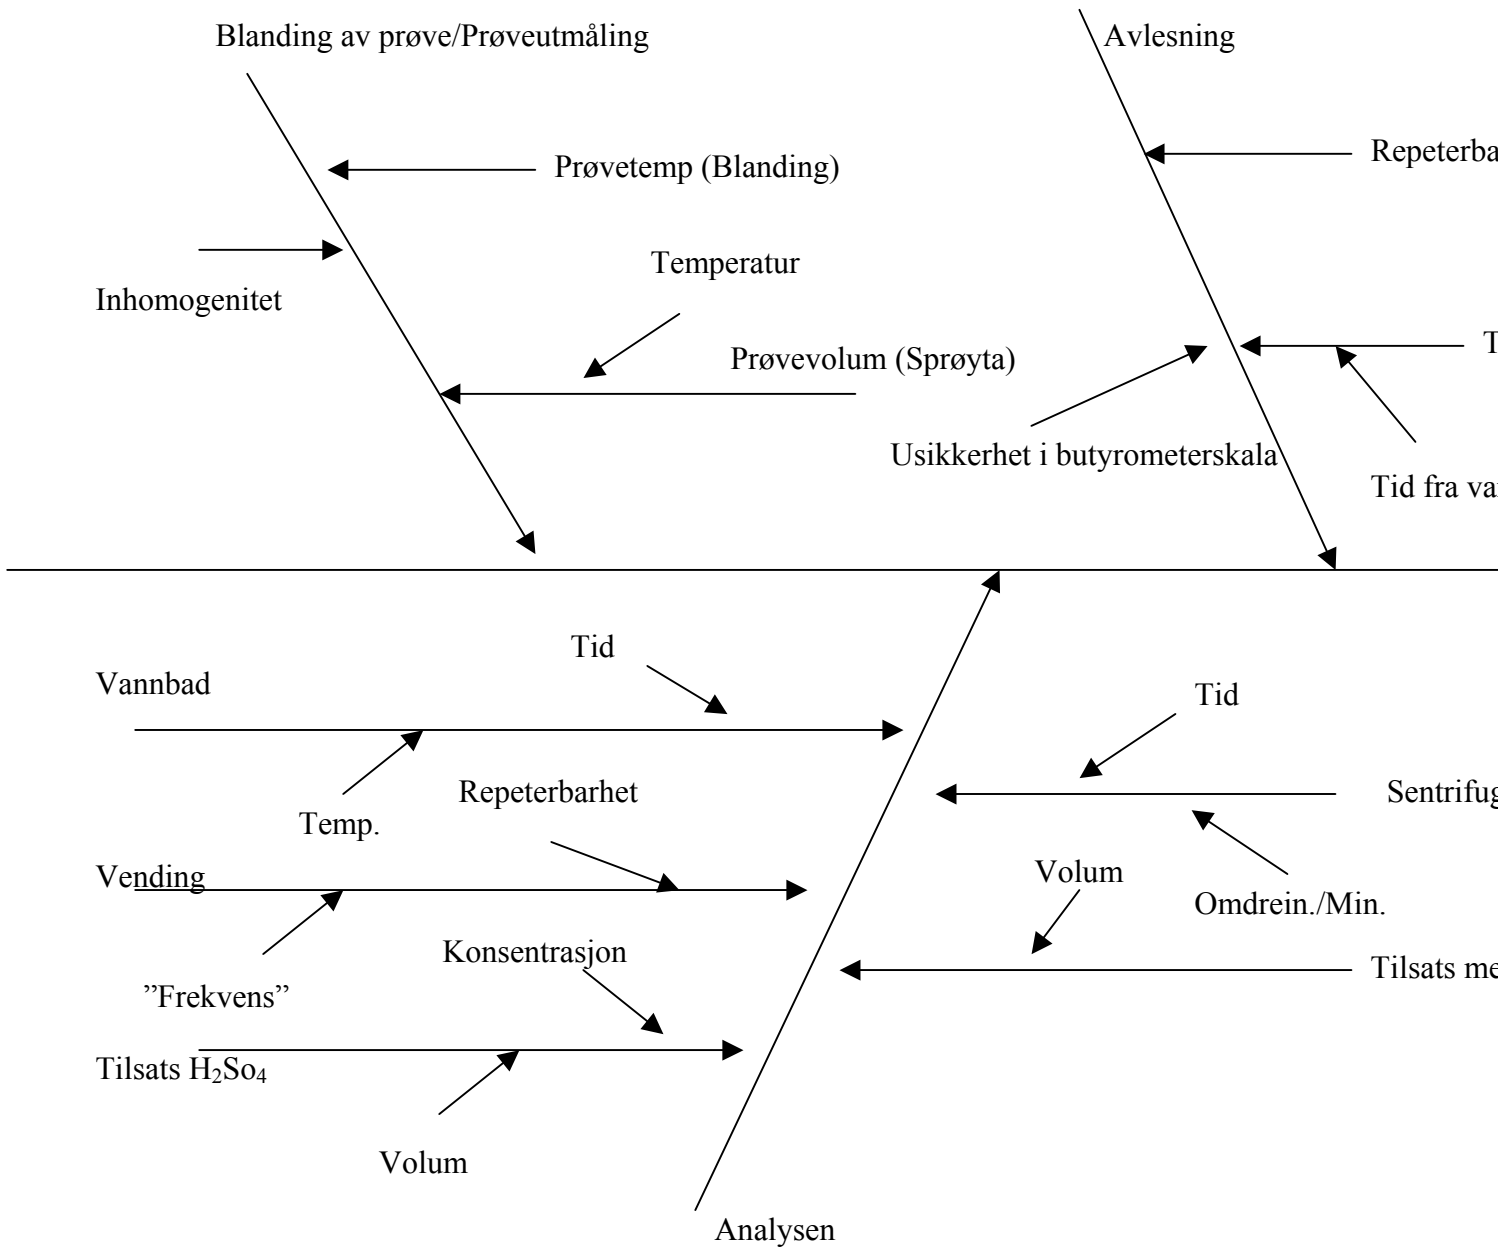 Blanding av prøve/Prøveutmåling
Avlesning
Repeterba
Prøvetemp (Blanding)
Temperatur
Inhomogenitet
T
Prøvevolum (Sprøyta)
Usikkerhet i butyrometerskala
Tid fra va
Tid
Vannbad
Tid
Repeterbarhet
Sentrifug
Temp.
Vending
Volum
Omdrein./Min.
Konsentrasjon
Tilsats me
”Frekvens”
Tilsats H₂So₄
Volum
Analysen